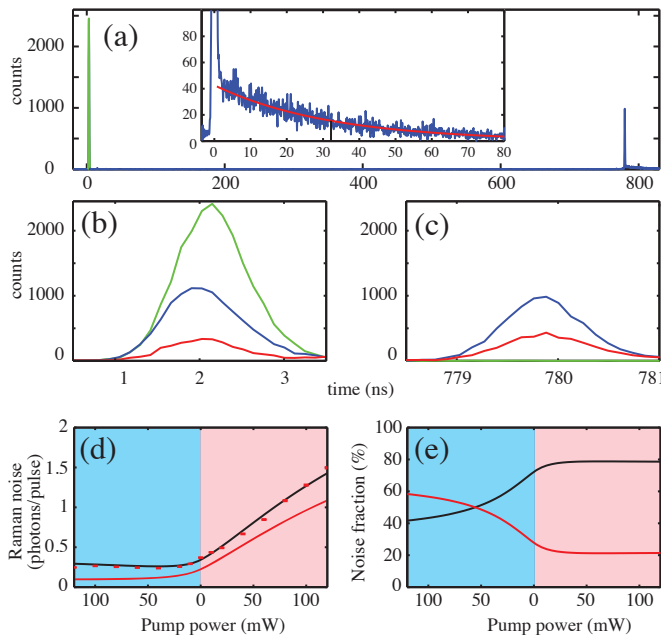 (a)
counts
2000
1000
0
80
60
40
20
0
0 10 20 30 40 50 60 70 80
0 200 400 600 800
(b)
counts
2000
1000
0
1 2 3
(c)
2000
1000
0
779 780 781
time (ns)
(d)
Raman noise
(photons/pulse)
2
1.5
1
0.5
0
100 50 0 50 100
Pump power (mW)
(e)
Noise fraction (%)
100
80
60
40
20
0
100 50 0 50 100
Pump power (mW)